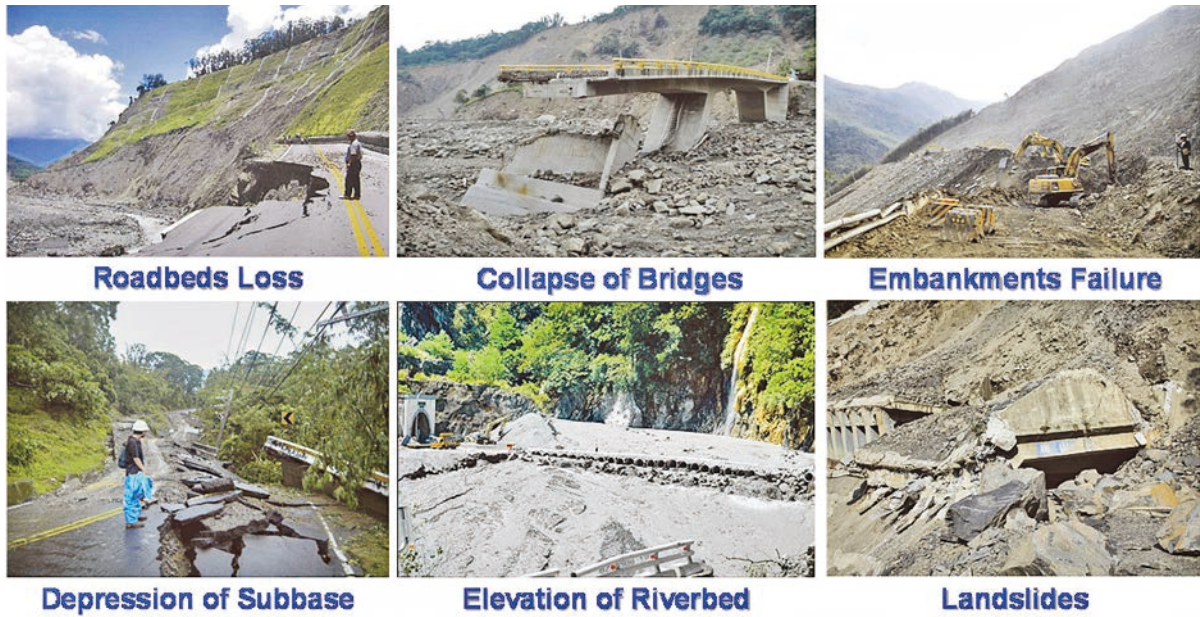 Roadbeds Loss
Collapse of Bridges
Embankments Failure
Depression of Subbase
Elevation of Riverbed
Landslides